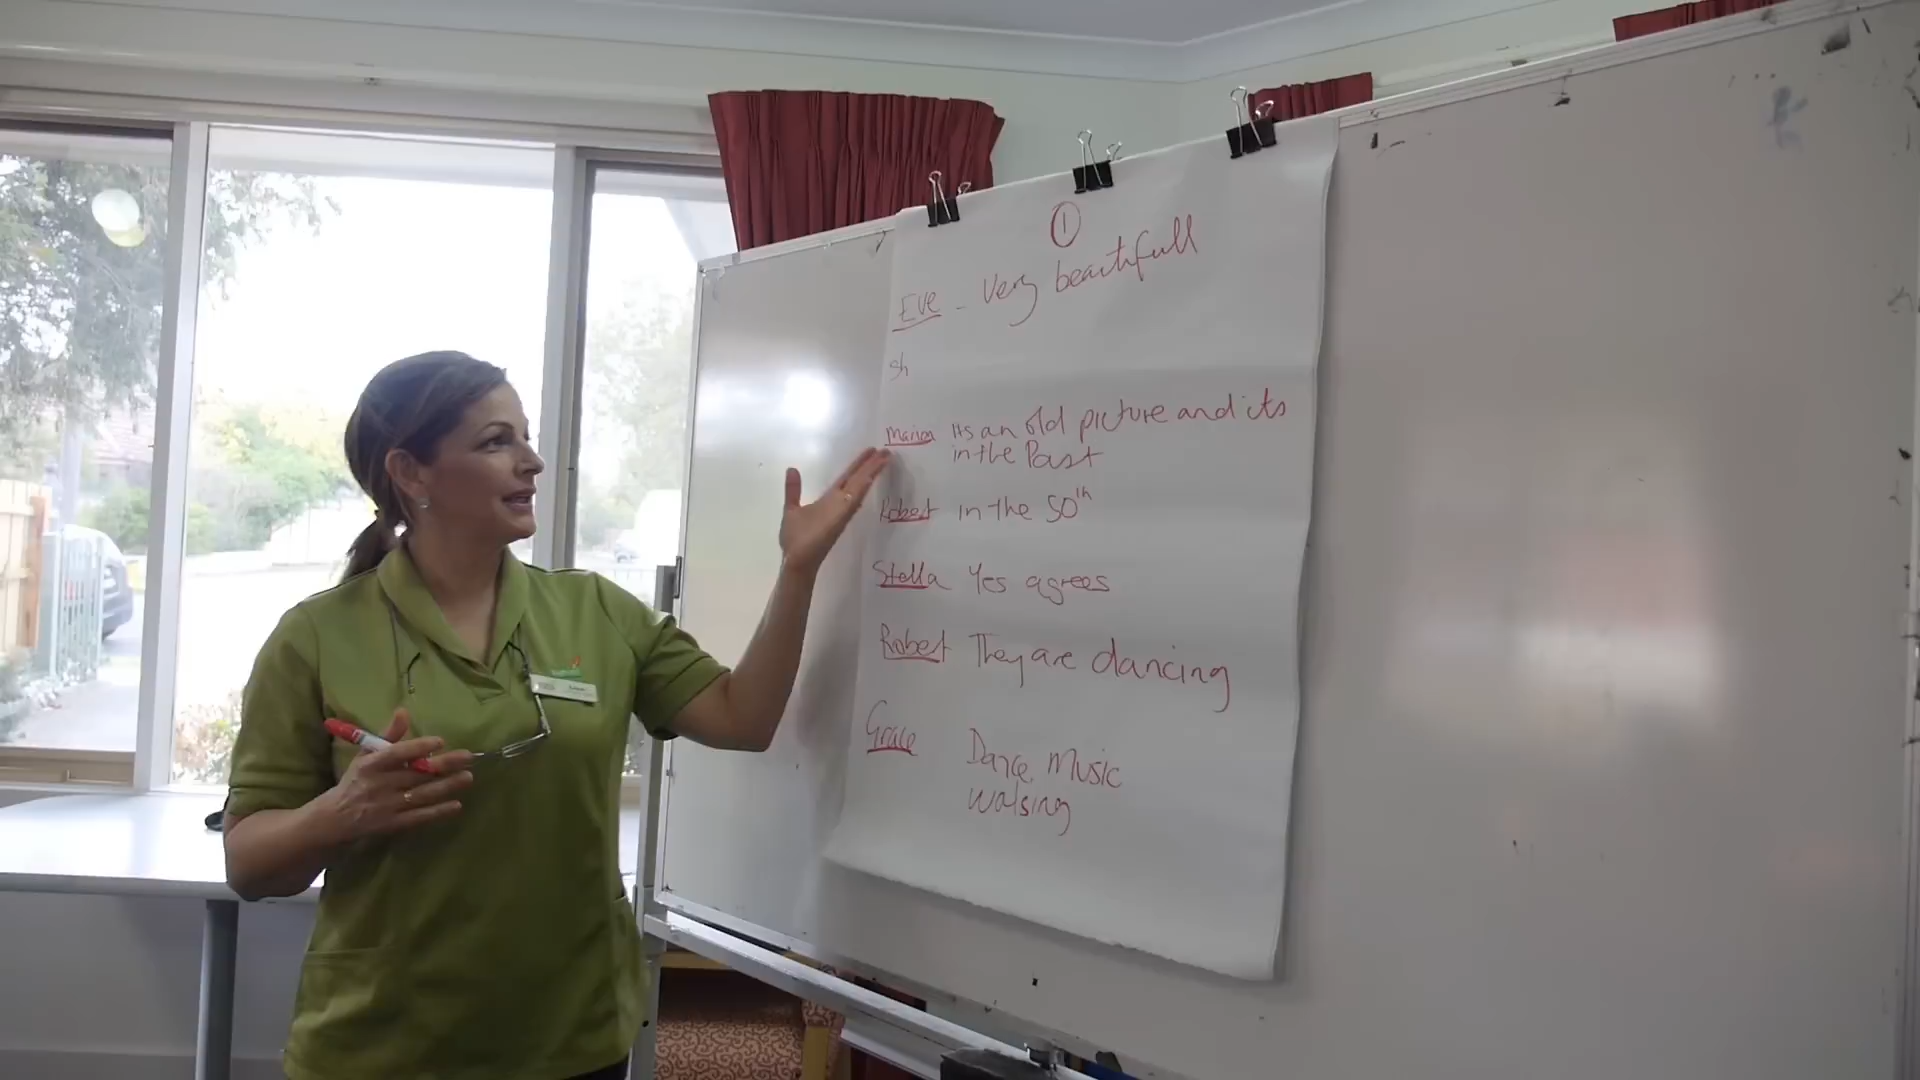 1
Eve - Very beautifull
Sh
Marion Its an old picture and its
in the Past
Robert in the 50th
Stella Yes agrees
Robert They are dancing
Grace
Dance, Music
Walsing